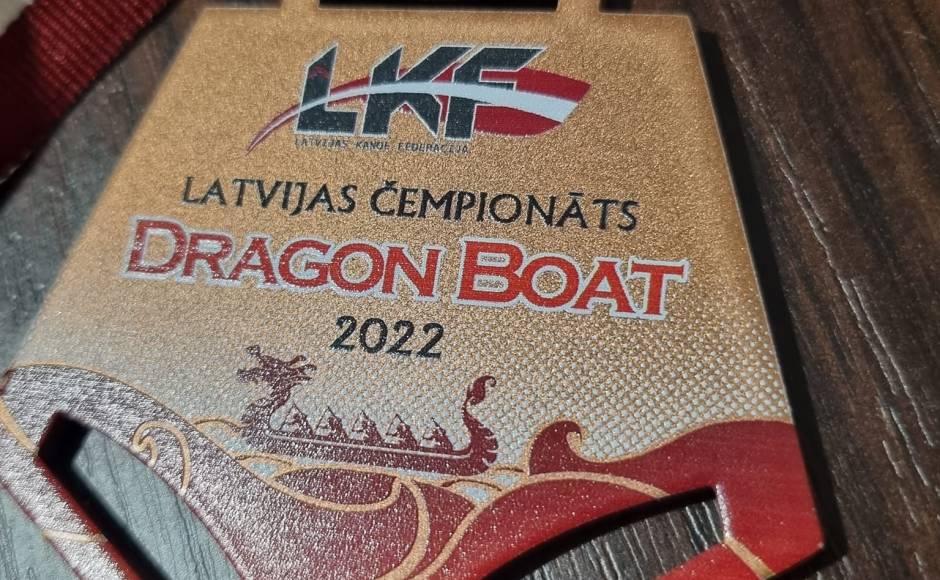 LKF
LATVIJAS KANOE FEDERĀCIJA
LATVIJAS ČEMPIONĀTS
DRAGON BOAT
2022